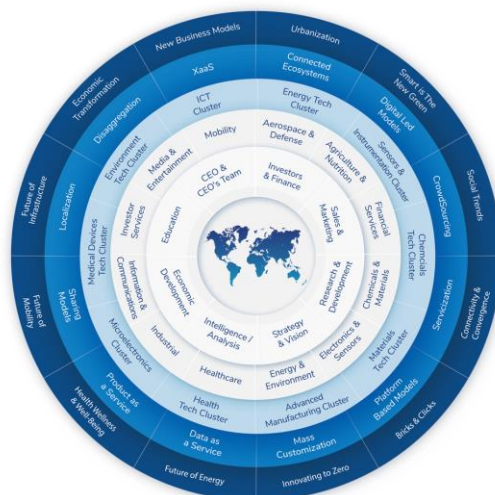 New Business Models
Urbanization
Smart Is The
New Green
Social Trends
Connectivity &
Convergence
Bricks & Clicks
Innovating to Zero
Future of Energy
Health Wellness
& Well-Being
Future of
Mobility
Future of
Infrastructure
Economic
Transformation
XaaS
Connected
Ecosystems
Digital Led
Models
CrowdSourcing
Servicization
Platform
Based Models
Mass
Customization
Data as
a Service
Product as
a Service
Sharing
Models
Localization
Disaggregation
ICT
Cluster
Energy Tech
Cluster
Sensors &
Instrumentation Cluster
Chemcials
Tech Cluster
Materials
Tech Cluster
Advanced
Manufacturing Cluster
Health
Tech Cluster
Microelectronics
Cluster
Medical Devices
Tech Cluster
Environment
Tech Cluster
Mobility
Aerospace &
Defense
Agriculture &
Nutrition
Financial
Services
Chemicals &
Materials
Electronics &
Sensors
Energy &
Environment
Healthcare
Industrial
Information &
Communications
Investor
Services
Media &
Entertainment
CEO &
CEO's Team
Investors
& Finance
Sales &
Marketing
Research &
Development
Strategy
& Vision
Intelligence /
Analysis
Economic
Development
Education